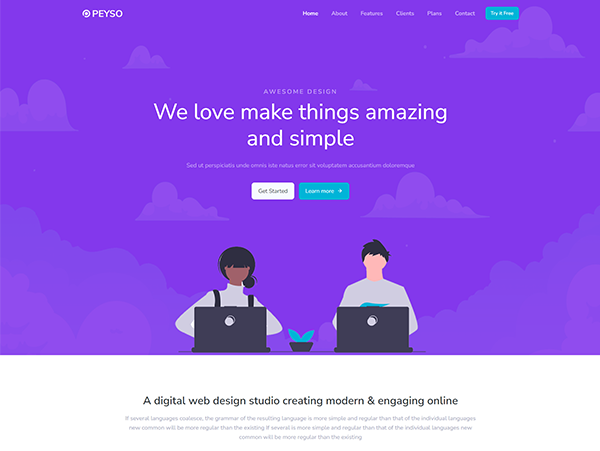 PEYSO Home About Features Clients Plans Contact Try it Free
AWESOME DESIGN
We love make things amazing
and simple
Sed ut perspiciatis unde omnis iste natus error sit voluptatem accusantium doloremque
Get Started Learn more →
A digital web design studio creating modern & engaging online
If several languages coalesce, the grammar of the resulting language is more simple and regular than that of the individual languages
new common will be more regular than the existing If several is more simple and regular than that of the individual languages new
common will be more regular than the existing